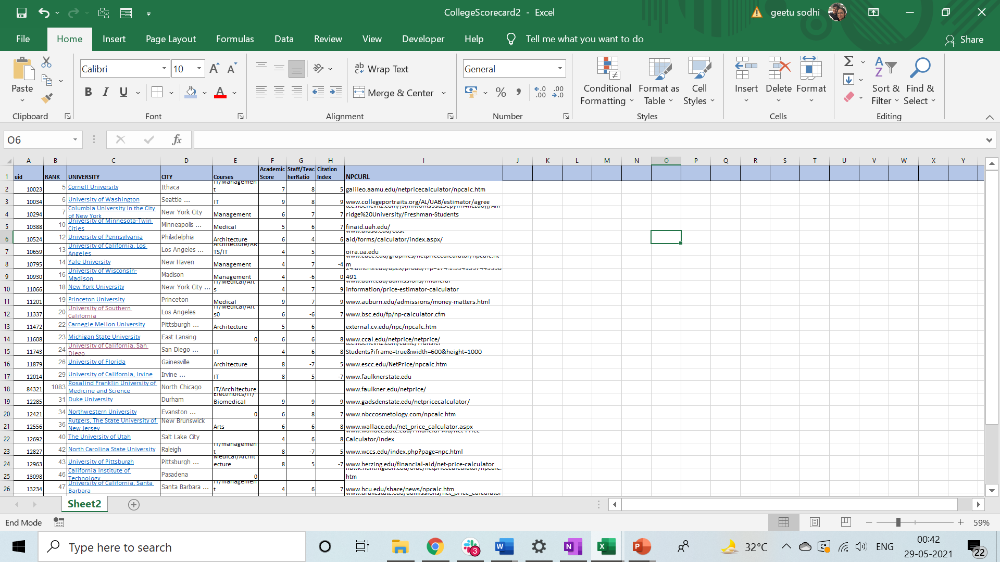 CollegeScorecard2 - Excel
geetu sodhi
File Home Insert Page Layout Formulas Data Review View Developer Help Tell me what you want to do Share
Calibri 10 Wrap Text General
Paste B I U Merge & Center % Conditional Formatting Format as Table Cell Styles Insert Delete Format Sort & Filter Find & Select
Clipboard Font Alignment Number Styles Cells Editing
O6 fx
A B C D E F G H I J K L M N O P Q R S T U V W X Y
1 uid RANK UNIVERSITY CITY Courses Academic Score Staff/TeacherRatio Citation Index NPCURL
2 10023 5 Cornell University Ithaca IT/Management 7 8 5 galileo.aamu.edu/netpricecalculator/npcalc.htm
3 10034 6 University of Washington Seattle ... IT 9 8 9 www.collegeportraits.org/AL/UAB/estimator/agree
4 10294 7 Columbia University in the City of New York New York City Management 6 7 7 ridge%20University/Freshman-Students
5 10388 10 University of Minnesota-Twin Cities Minneapolis ... Medical 5 6 7 finaid.uah.edu/
6 10524 12 University of Pennsylvania Philadelphia Architecture 6 4 6 aid/forms/calculator/index.aspx/
7 10659 13 University of California, Los Angeles Los Angeles ... Architecture/ARTS/IT 4 5 oira.ua.edu
8 10795 14 Yale University New Haven Management 4 7 -4 m
9 10930 16 University of Wisconsin-Madison Madison Management 4 -6 0 491
10 11066 18 New York University New York City ... IT/Medical/Arts 4 7 9 information/price-estimator-calculator
11 11201 19 Princeton University Princeton Medical 9 7 9 www.auburn.edu/admissions/money-matters.html
12 11337 20 University of Southern California Los Angeles IT/Medical/Arts0 6 -6 7 www.bsc.edu/fp/np-calculator.cfm
13 11472 22 Carnegie Mellon University Pittsburgh ... Architecture 5 6 external.cv.edu/npc/npcalc.htm
14 11608 23 Michigan State University East Lansing 0 6 6 8 www.ccal.edu/netprice/netprice/
15 11743 24 University of California, San Diego San Diego ... IT 4 6 8 Students?iframe=true&width=600&height=1000
16 11879 26 University of Florida Gainesville Architecture 8 -7 5 www.escc.edu/NetPrice/npcalc.htm
17 12014 29 University of California, Irvine Irvine ... IT 8 5 -7 www.faulknerstate.edu
18 84321 1083 Rosalind Franklin University of Medicine and Science North Chicago IT/Architecture www.faulkner.edu/netprice/
19 12285 31 Duke University Durham Biomedical 9 9 9 www.gadsdenstate.edu/netpricecalculator/
20 12421 34 Northwestern University Evanston ... 0 6 8 7 www.nbccosmetology.com/npcalc.htm
21 12556 36 Rutgers, The State University of New Jersey New Brunswick Arts 6 6 8 www.wallace.edu/net_price_calculator.aspx
22 12692 40 The University of Utah Salt Lake City 4 6 8 Calculator/index
23 12827 42 North Carolina State University Raleigh IT/management 8 -7 5 www.wccs.edu/index.php?page=npc.html
24 12963 43 University of Pittsburgh Pittsburgh ... Medical/Architecture 8 5 -7 www.herzing.edu/financial-aid/net-price-calculator
25 13098 46 California Institute of Technology Pasadena 0 htm
26 13234 47 University of California, Santa Barbara Santa Barbara ... IT/management 4 6 7 www.hcu.edu/share/news/npcalc.htm
Sheet2
End Mode 59%
Type here to search 3 32°C ENG 00:42 29-05-2021 22